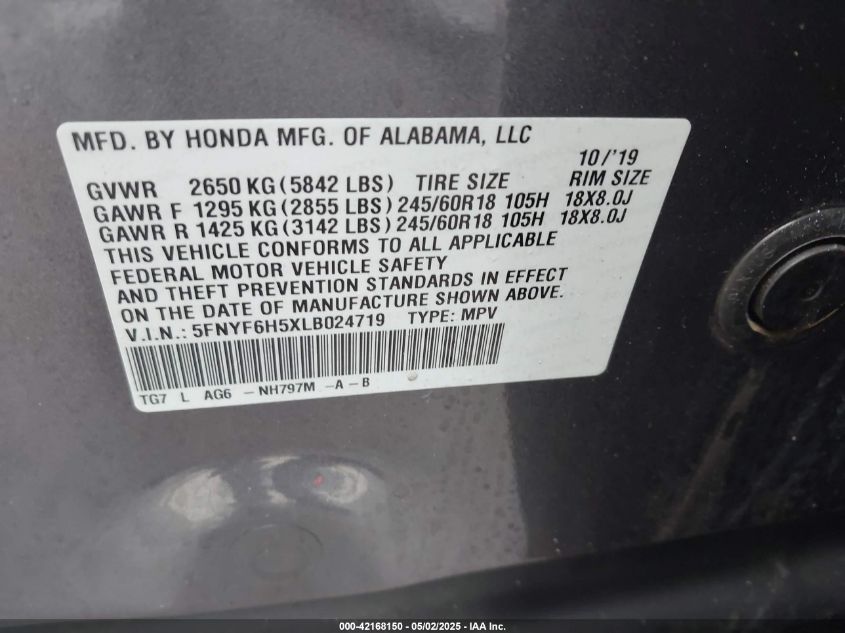 MFD. BY HONDA MFG. OF ALABAMA, LLC
10/'19
GVWR 2650 KG (5842 LBS) TIRE SIZE RIM SIZE
GAWR F 1295 KG (2855 LBS) 245/60R18 105H 18X8.0J
GAWR R 1425 KG (3142 LBS) 245/60R18 105H 18X8.0J
THIS VEHICLE CONFORMS TO ALL APPLICABLE
FEDERAL MOTOR VEHICLE SAFETY
AND THEFT PREVENTION STANDARDS IN EFFECT
ON THE DATE OF MANUFACTURE SHOWN ABOVE.
V.I.N.: 5FNYF6H5XLB024719 TYPE: MPV
TG7 L AG6 - NH797M - A - B
000-42168150 - 05/02/2025 - IAA Inc.